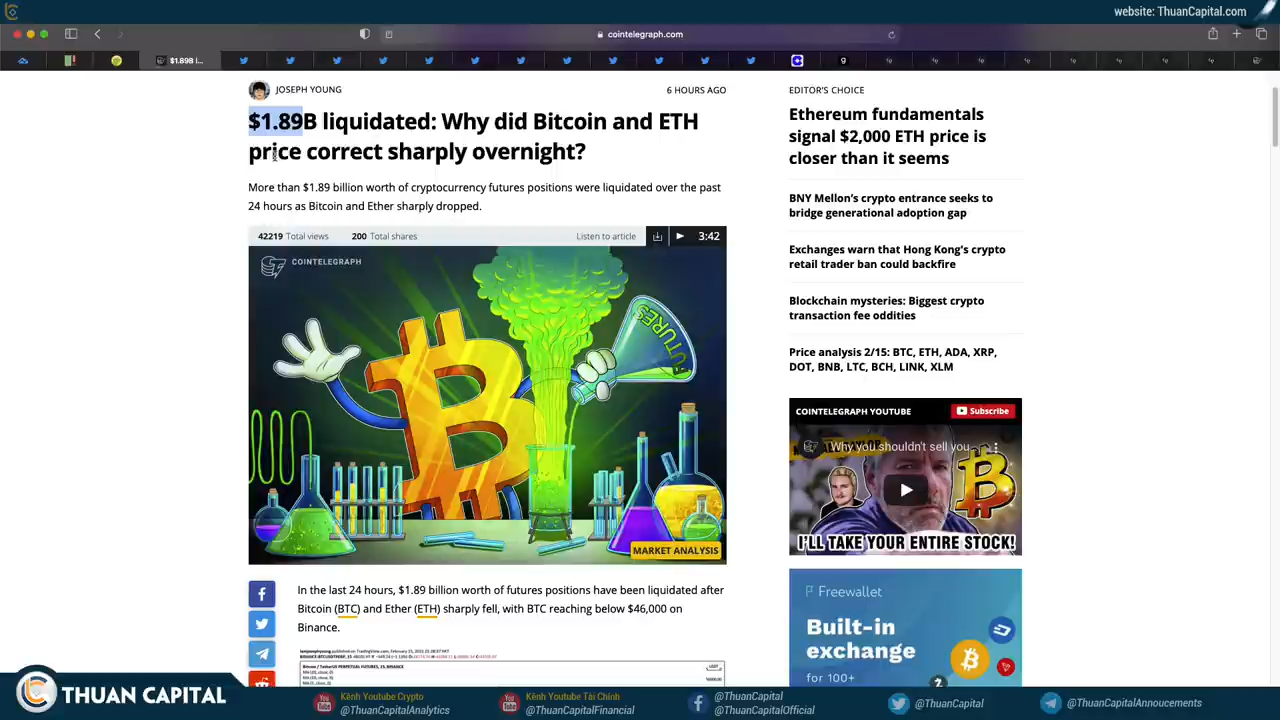 website: ThuanCapital.com
cointelegraph.com
$1.89B l...
JOSEPH YOUNG
6 HOURS AGO
$1.89B liquidated: Why did Bitcoin and ETH
price correct sharply overnight?
More than $1.89 billion worth of cryptocurrency futures positions were liquidated over the past
24 hours as Bitcoin and Ether sharply dropped.
42219 Total views
200 Total shares
Listen to article
3:42
COINTELEGRAPH
FUTURES
MARKET ANALYSIS
In the last 24 hours, $1.89 billion worth of futures positions have been liquidated after
Bitcoin (BTC) and Ether (ETH) sharply fell, with BTC reaching below $46,000 on
Binance.
EDITOR'S CHOICE
Ethereum fundamentals
signal $2,000 ETH price is
closer than it seems
BNY Mellon's crypto entrance seeks to
bridge generational adoption gap
Exchanges warn that Hong Kong's crypto
retail trader ban could backfire
Blockchain mysteries: Biggest crypto
transaction fee oddities
Price analysis 2/15: BTC, ETH, ADA, XRP,
DOT, BNB, LTC, BCH, LINK, XLM
COINTELEGRAPH YOUTUBE
Subscribe
Why you shouldn't sell you...
I'LL TAKE YOUR ENTIRE STOCK!
Freewallet
Built-in
exchange
for 100+
THUAN CAPITAL
Kênh Youtube Crypto
@ThuanCapitalAnalytics
Kênh Youtube Tài Chính
@ThuanCapitalFinancial
@ThuanCapital
@ThuanCapitalOfficial
@ThuanCapital
@ThuanCapitalAnnoucements